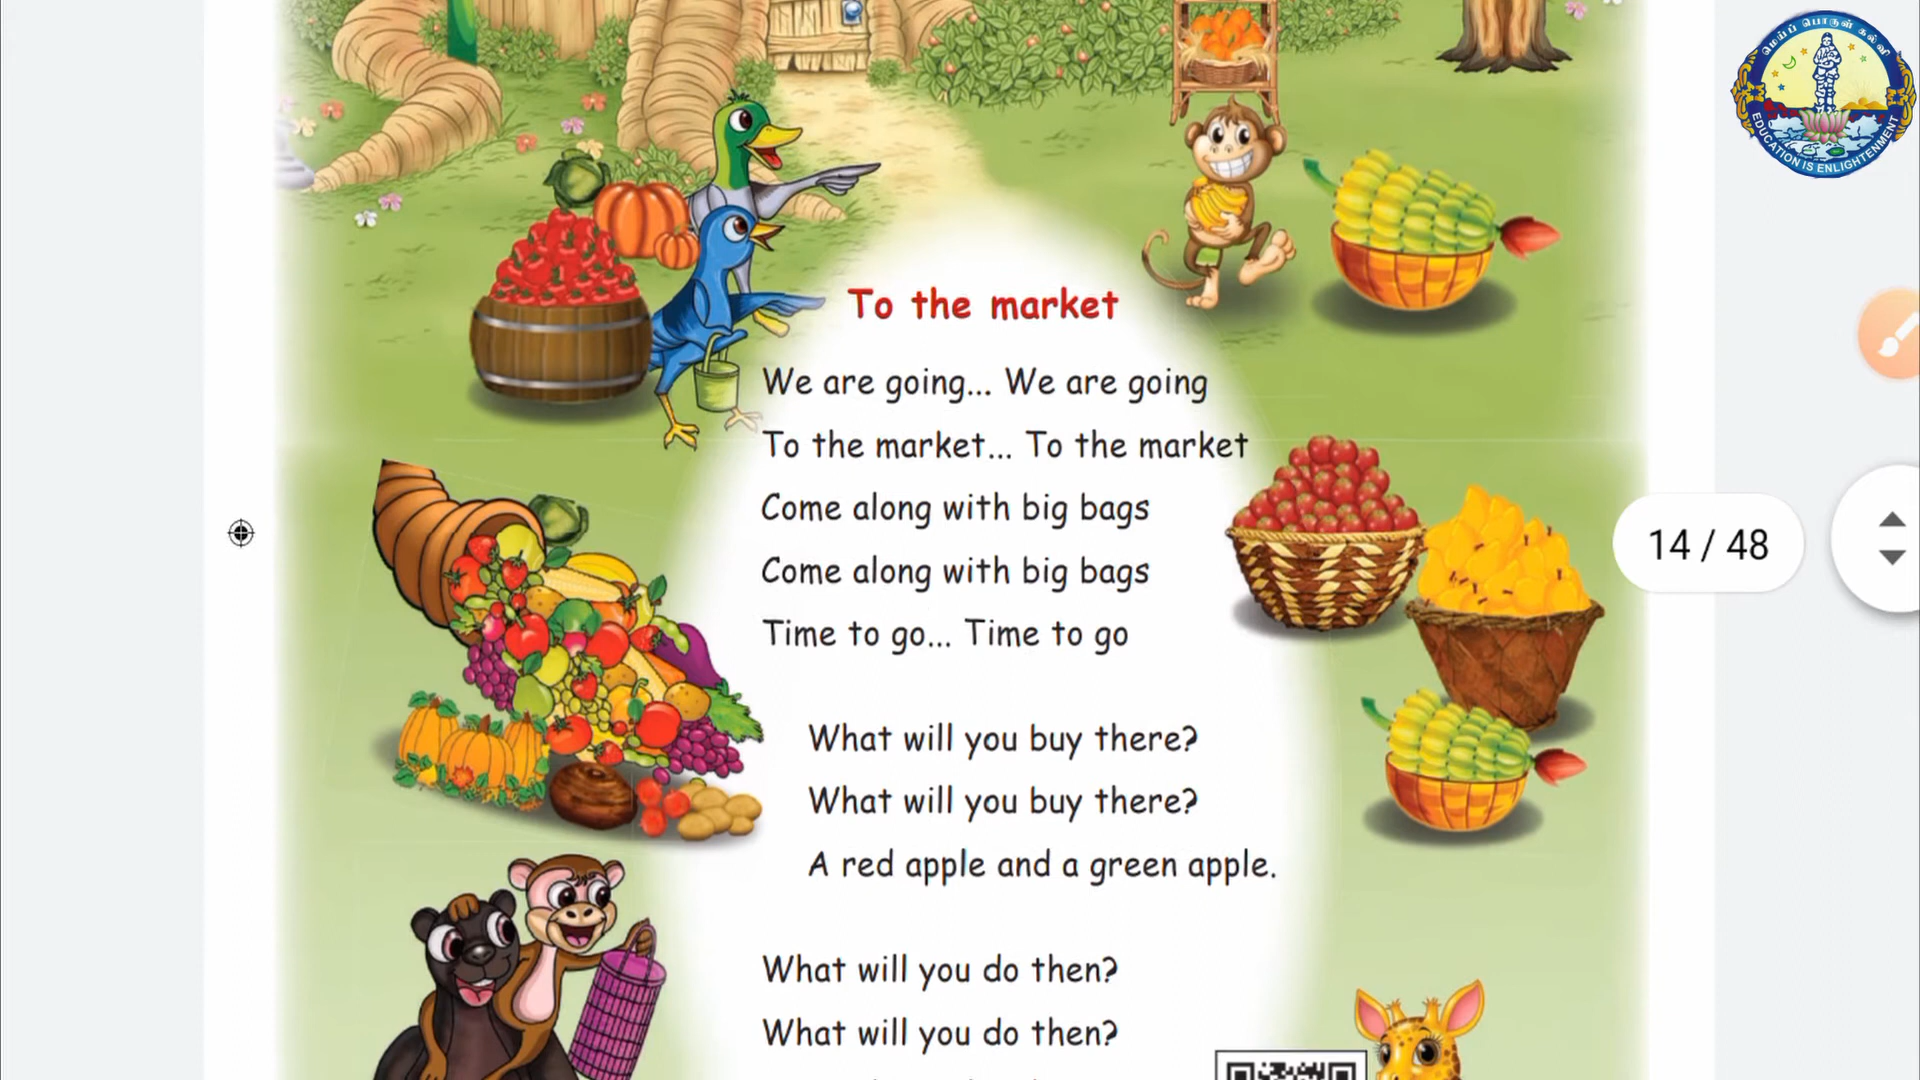 மெய்ப் பொருள் கல்வி
EDUCATION IS ENLIGHTENMENT
To the market
We are going... We are going
To the market... To the market
14 / 48
Come along with big bags
Come along with big bags
Time to go... Time to go
What will you buy there?
What will you buy there?
A red apple and a green apple.
What will you do then?
What will you do then?